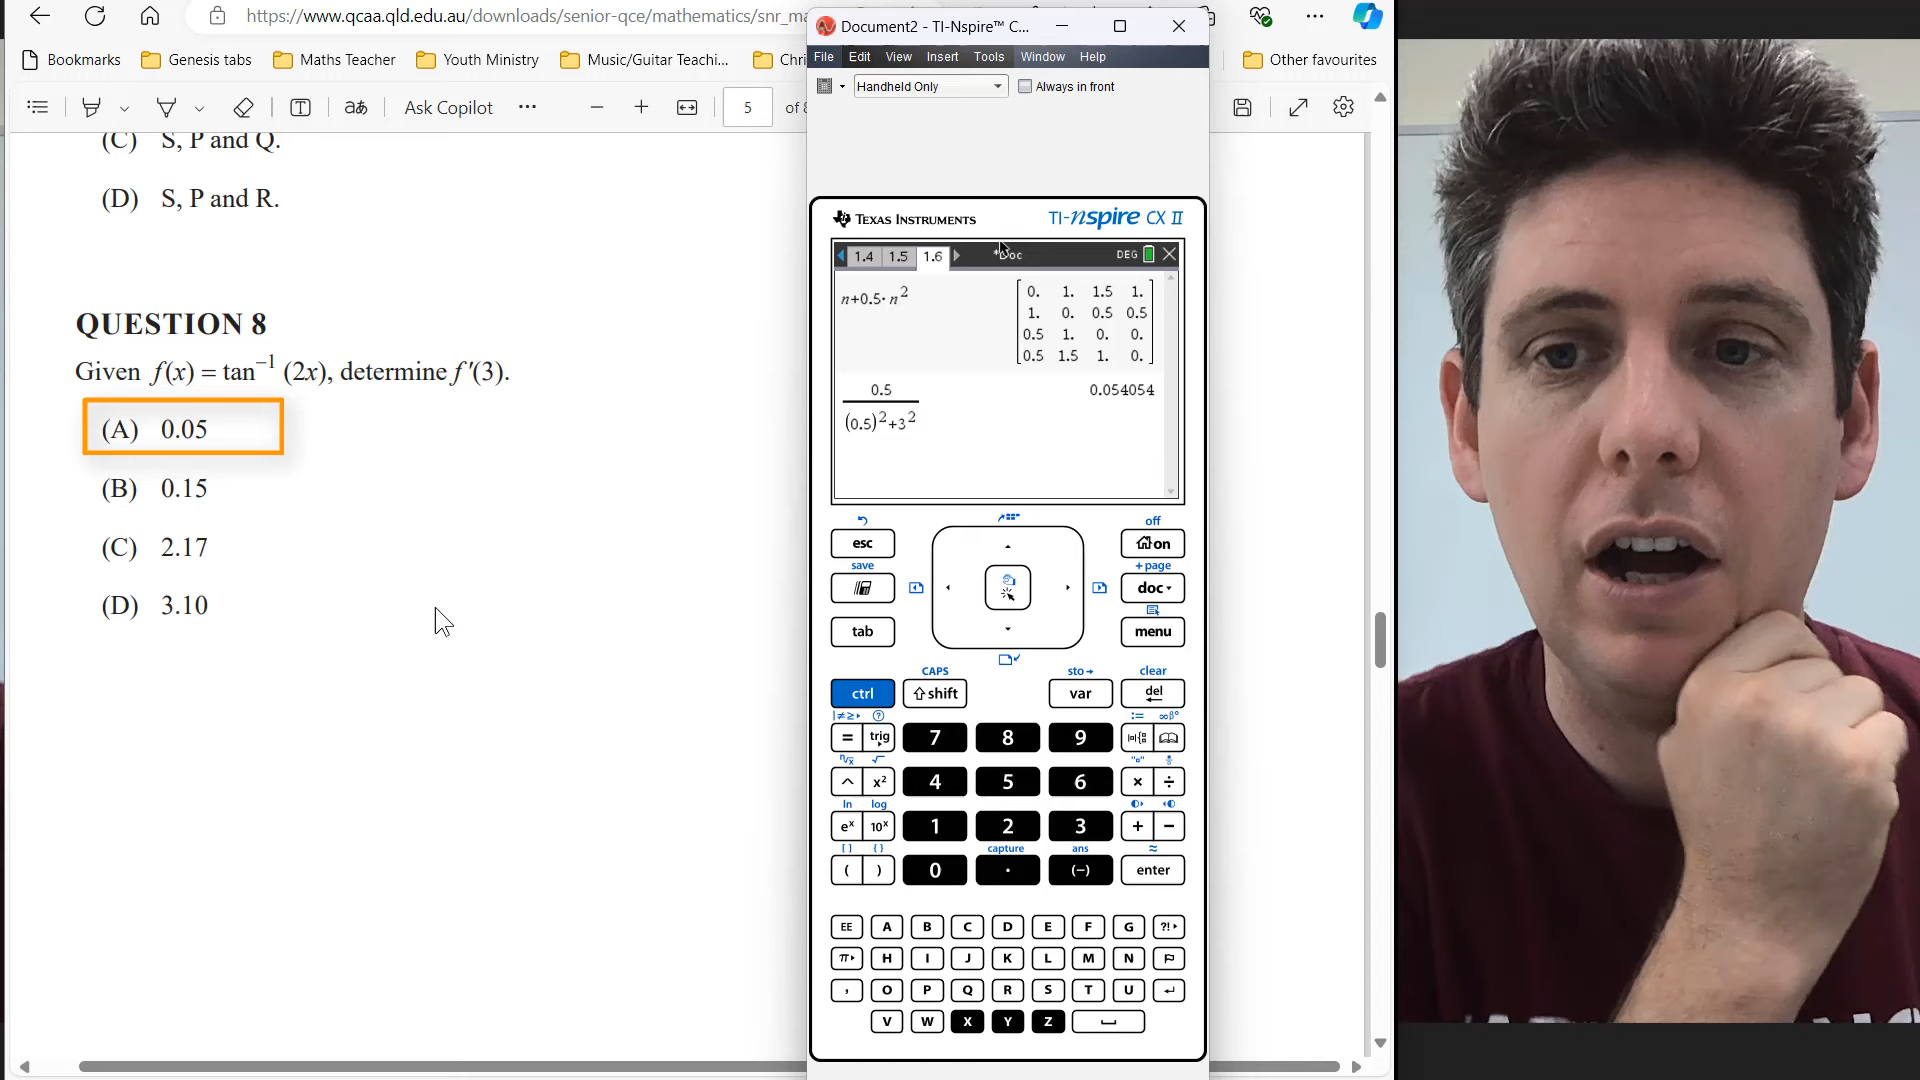 https://www.qcaa.qld.edu.au/downloads/senior-qce/mathematics/snr_ma
Bookmarks Genesis tabs Maths Teacher Youth Ministry Music/Guitar Teachi... Chri Other favourites
Ask Copilot 5 of 8
(C) S, P and Q.
(D) S, P and R.
QUESTION 8
Given f(x) = tan⁻¹ (2x), determine f′(3).
(A) 0.05
(B) 0.15
(C) 2.17
(D) 3.10
Document2 - TI-Nspire™ C...
File Edit View Insert Tools Window Help
Handheld Only Always in front
TEXAS INSTRUMENTS TI-nspire CX II
1.4 1.5 1.6 *Doc DEG
n+0.5·n²
0. 1. 1.5 1.
1. 0. 0.5 0.5
0.5 1. 0. 0.
0.5 1.5 1. 0.
0.5 0.054054
(0.5)²+3²
off
esc on
save + page
doc
tab menu
CAPS sto→ clear
ctrl shift var del
|≠≥▸ ? := ∞β°
= trig 7 8 9
ⁿ√x √ "□"
^ x² 4 5 6 × ÷
ln log
eˣ 10ˣ 1 2 3 + −
[ ] { } capture ans ≈
( ) 0 . (−) enter
EE A B C D E F G ?!▸
π▸ H I J K L M N
, O P Q R S T U
V W X Y Z